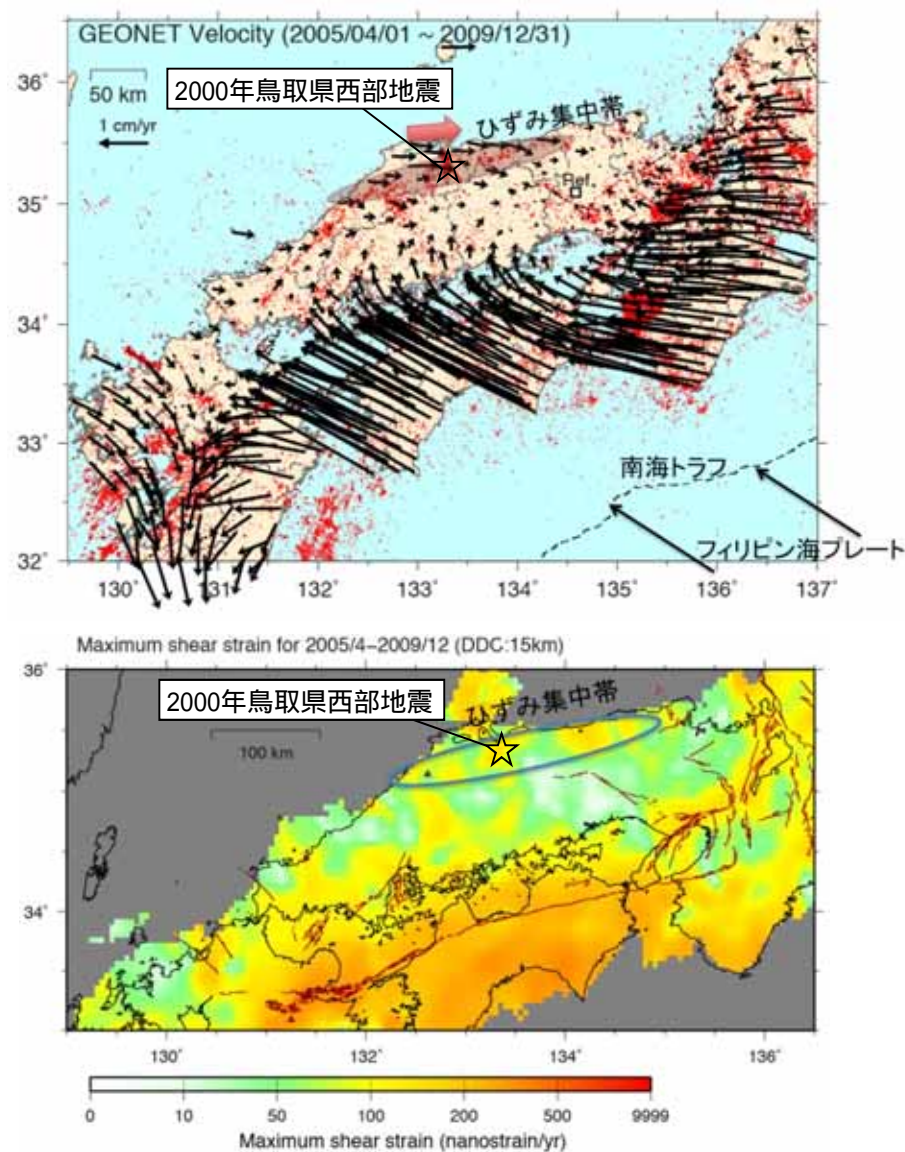 GEONET Velocity (2005/04/01 ~ 2009/12/31)
36°
50 km
2000年鳥取県西部地震
ひずみ集中帯
1 cm/yr
Ref.
35°
34°
33°
南海トラフ
32°
フィリピン海プレート
130° 131° 132° 133° 134° 135° 136° 137°
Maximum shear strain for 2005/4–2009/12 (DDC:15km)
36°
2000年鳥取県西部地震
ひずみ集中帯
100 km
34°
130° 132° 134° 136°
0 10 50 100 200 500 9999
Maximum shear strain (nanostrain/yr)